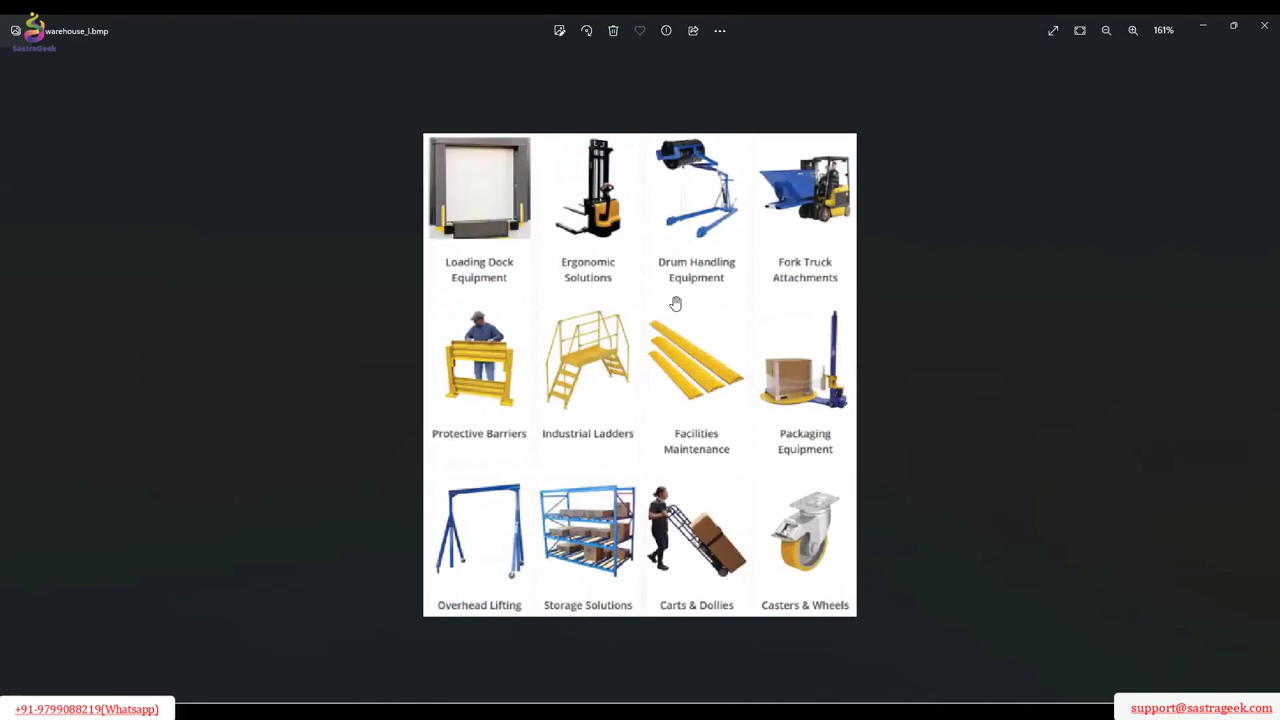 SastraGeek
warehouse_l.bmp
161%
Loading Dock
Equipment
Ergonomic
Solutions
Drum Handling
Equipment
Fork Truck
Attachments
Protective Barriers
Industrial Ladders
Facilities
Maintenance
Packaging
Equipment
Overhead Lifting
Storage Solutions
Carts & Dollies
Casters & Wheels
+91-9799088219(Whatsapp)
support@sastrageek.com